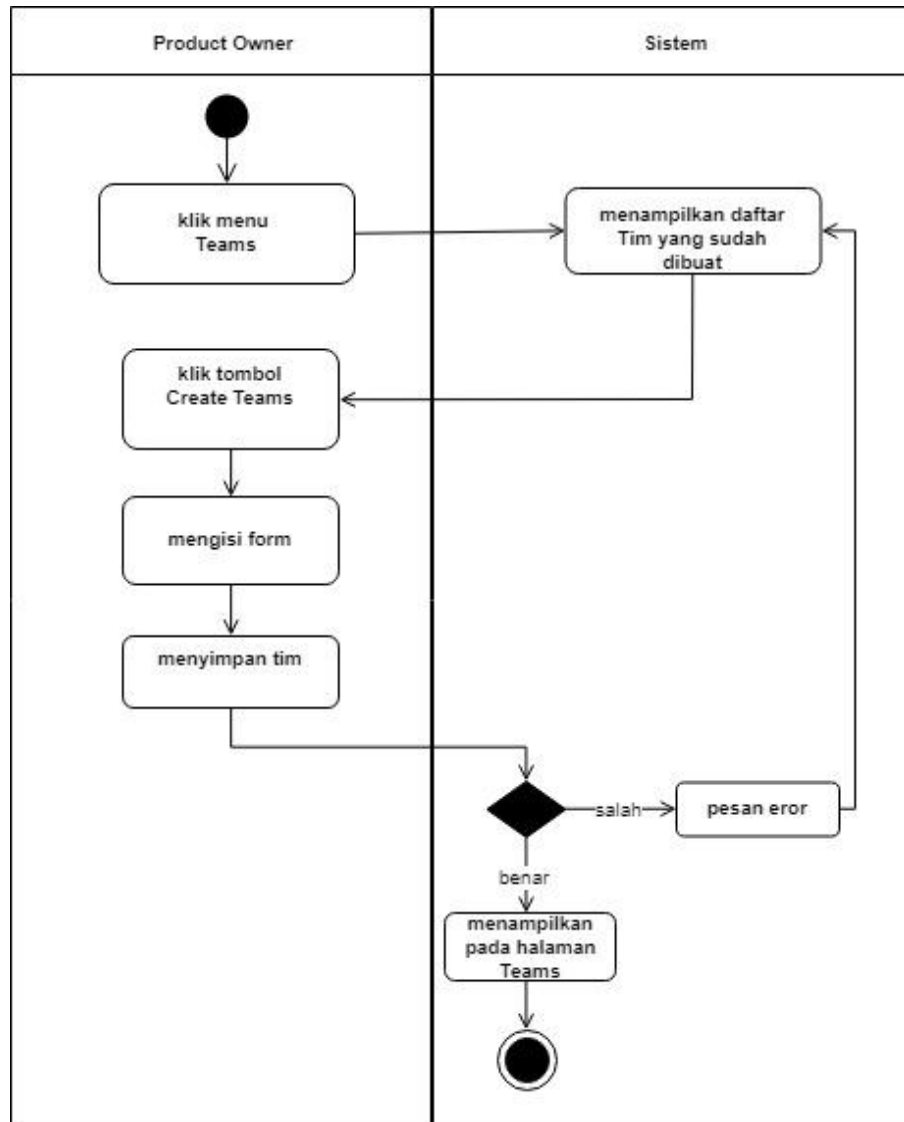 Product Owner
Sistem
klik menu
Teams
menampilkan daftar
Tim yang sudah
dibuat
klik tombol
Create Teams
mengisi form
menyimpan tim
salah
pesan eror
benar
menampilkan
pada halaman
Teams